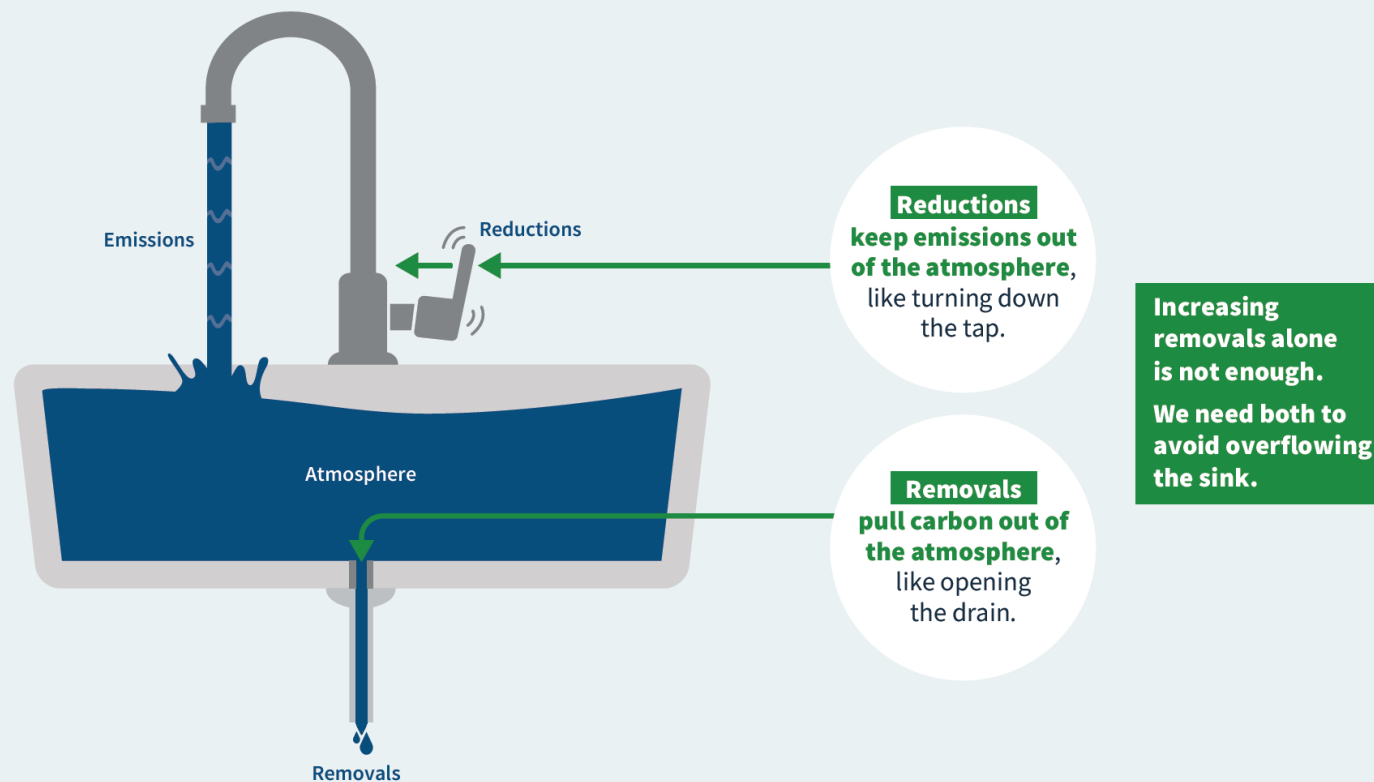 Emissions
Reductions
Reductions
keep emissions out
of the atmosphere,
like turning down
the tap.
Increasing
removals alone
is not enough.
We need both to
avoid overflowing
the sink.
Atmosphere
Removals
pull carbon out of
the atmosphere,
like opening
the drain.
Removals